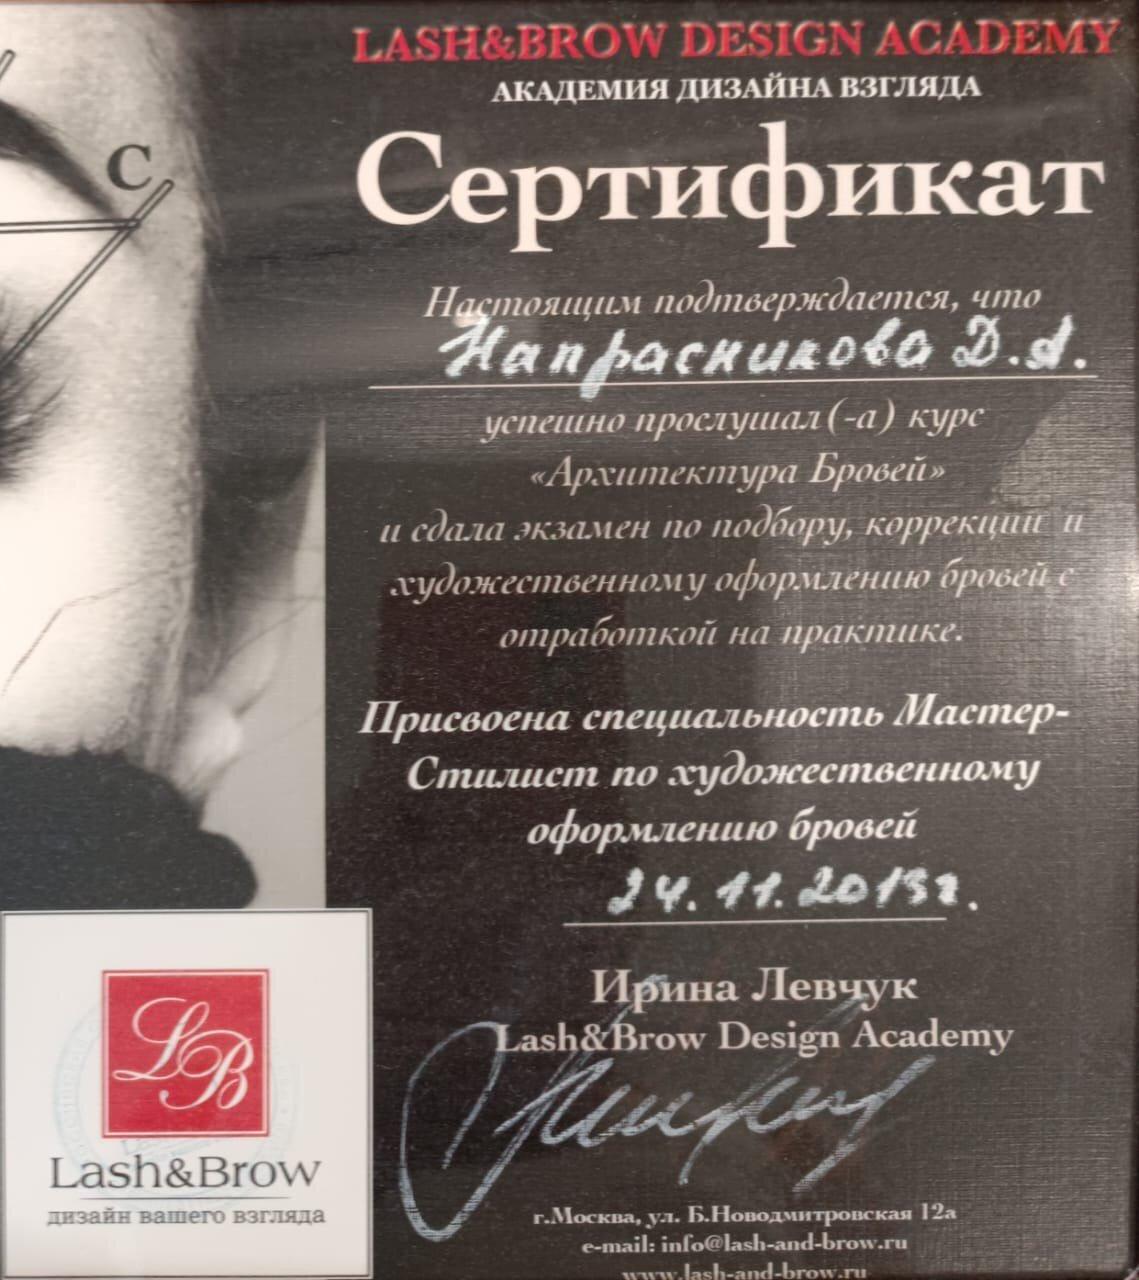 LASH&BROW DESIGN ACADEMY
АКАДЕМИЯ ДИЗАЙНА ВЗГЛЯДА
Сертификат
Настоящим подтверждается, что
Напрасникова Д.А.
успешно прослушал(-а) курс
«Архитектура Бровей»
и сдала экзамен по подбору, коррекции и
художественному оформлению бровей с
отработкой на практике.
Присвоена специальность Мастер-
Стилист по художественному
оформлению бровей
24.11.2013г.
Ирина Левчук
Lash&Brow Design Academy
г.Москва, ул. Б.Новодмитровская 12а
e-mail: info@lash-and-brow.ru
www.lash-and-brow.ru
C
LB
Lash&Brow
дизайн вашего взгляда